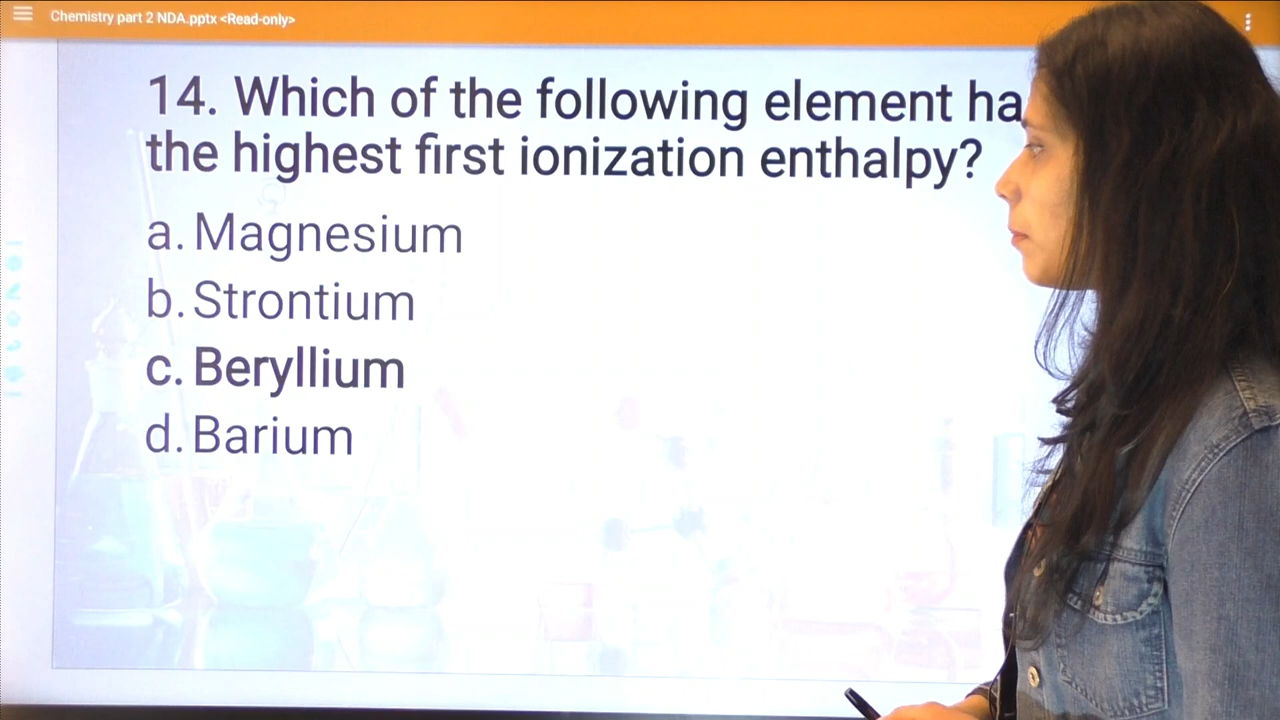 Chemistry part 2 NDA.pptx <Read-only>
14. Which of the following element ha
the highest first ionization enthalpy?
a. Magnesium
b. Strontium
c. Beryllium
d. Barium